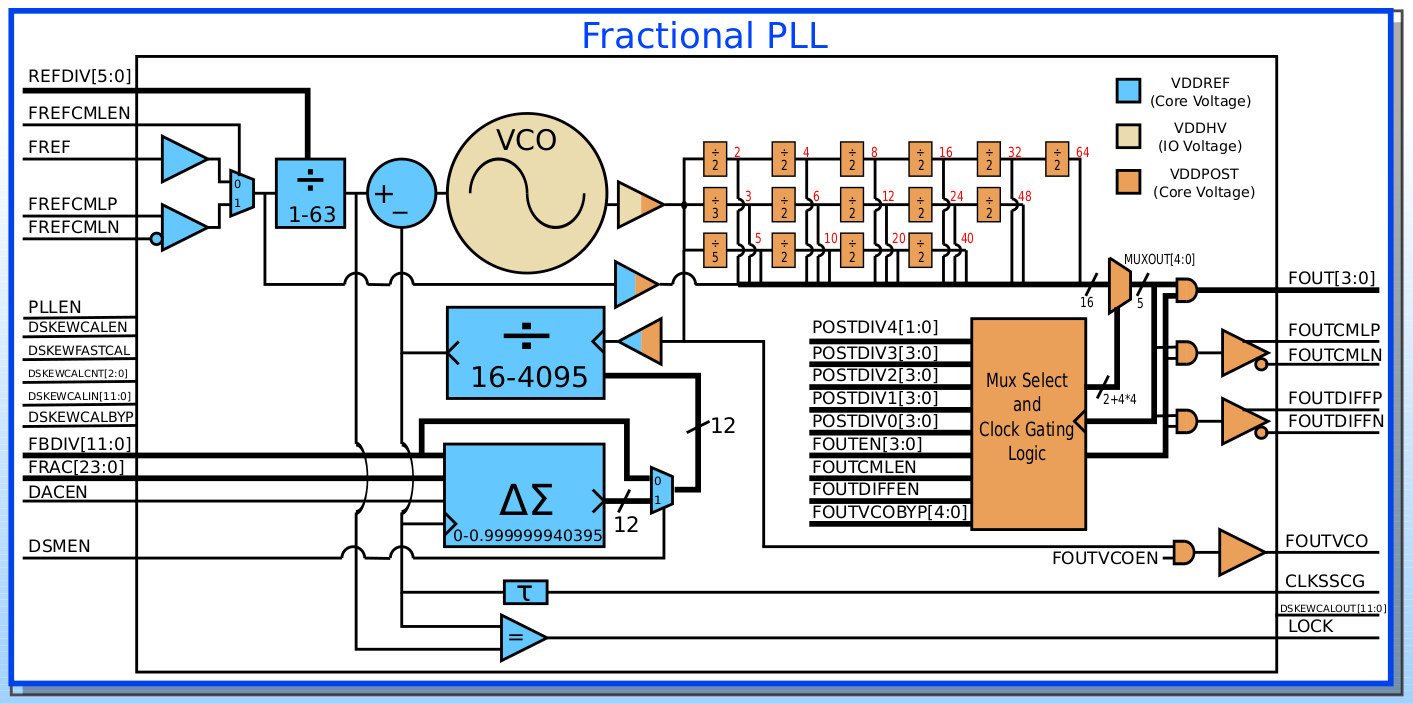 Fractional PLL
REFDIV[5:0]
FREFCMLEN
FREF
FREFCMLP
FREFCMLN
PLLEN
DSKEWCALEN
DSKEWFASTCAL
DSKEWCALCNT[2:0]
DSKEWCALIN[11:0]
DSKEWCALBYP
FBDIV[11:0]
FRAC[23:0]
DACEN
DSMEN
0
1
÷
1-63
+
−
VCO
÷
16-4095
12
ΔΣ
0-0.999999940395
12
0
1
τ
=
÷
2
2
÷
2
4
÷
2
8
÷
2
16
÷
2
32
÷
2
64
÷
3
3
÷
2
6
÷
2
12
÷
2
24
÷
2
48
÷
5
5
÷
2
10
÷
2
20
÷
2
40
VDDREF
(Core Voltage)
VDDHV
(IO Voltage)
VDDPOST
(Core Voltage)
MUXOUT[4:0]
16
5
POSTDIV4[1:0]
POSTDIV3[3:0]
POSTDIV2[3:0]
POSTDIV1[3:0]
POSTDIV0[3:0]
FOUTEN[3:0]
FOUTCMLEN
FOUTDIFFEN
FOUTVCOBYP[4:0]
Mux Select
and
Clock Gating
Logic
2+4*4
FOUTVCOEN
FOUT[3:0]
FOUTCMLP
FOUTCMLN
FOUTDIFFP
FOUTDIFFN
FOUTVCO
CLKSSCG
DSKEWCALOUT[11:0]
LOCK